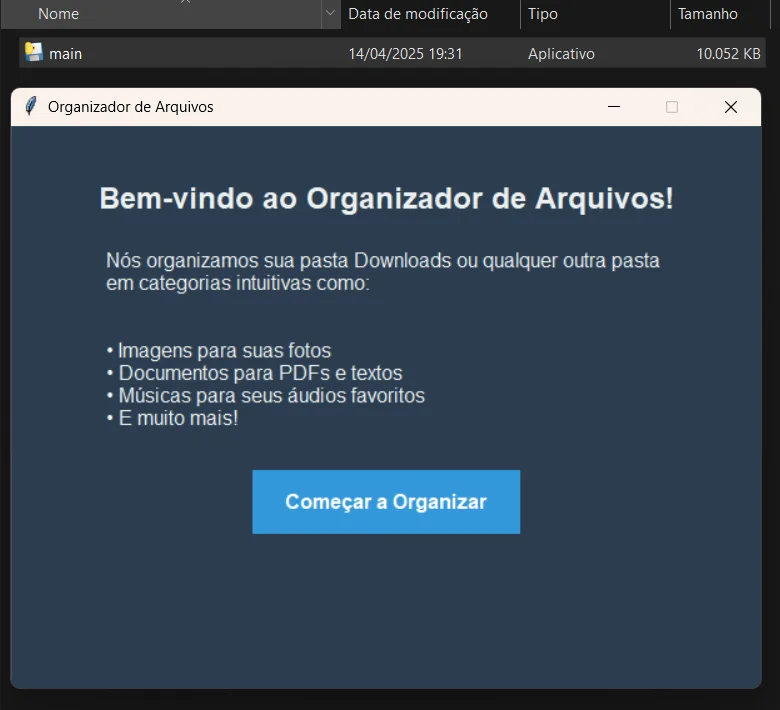 Nome Data de modificação Tipo Tamanho
main 14/04/2025 19:31 Aplicativo 10.052 KB
Organizador de Arquivos
Bem-vindo ao Organizador de Arquivos!
Nós organizamos sua pasta Downloads ou qualquer outra pasta
em categorias intuitivas como:
• Imagens para suas fotos
• Documentos para PDFs e textos
• Músicas para seus áudios favoritos
• E muito mais!
Começar a Organizar